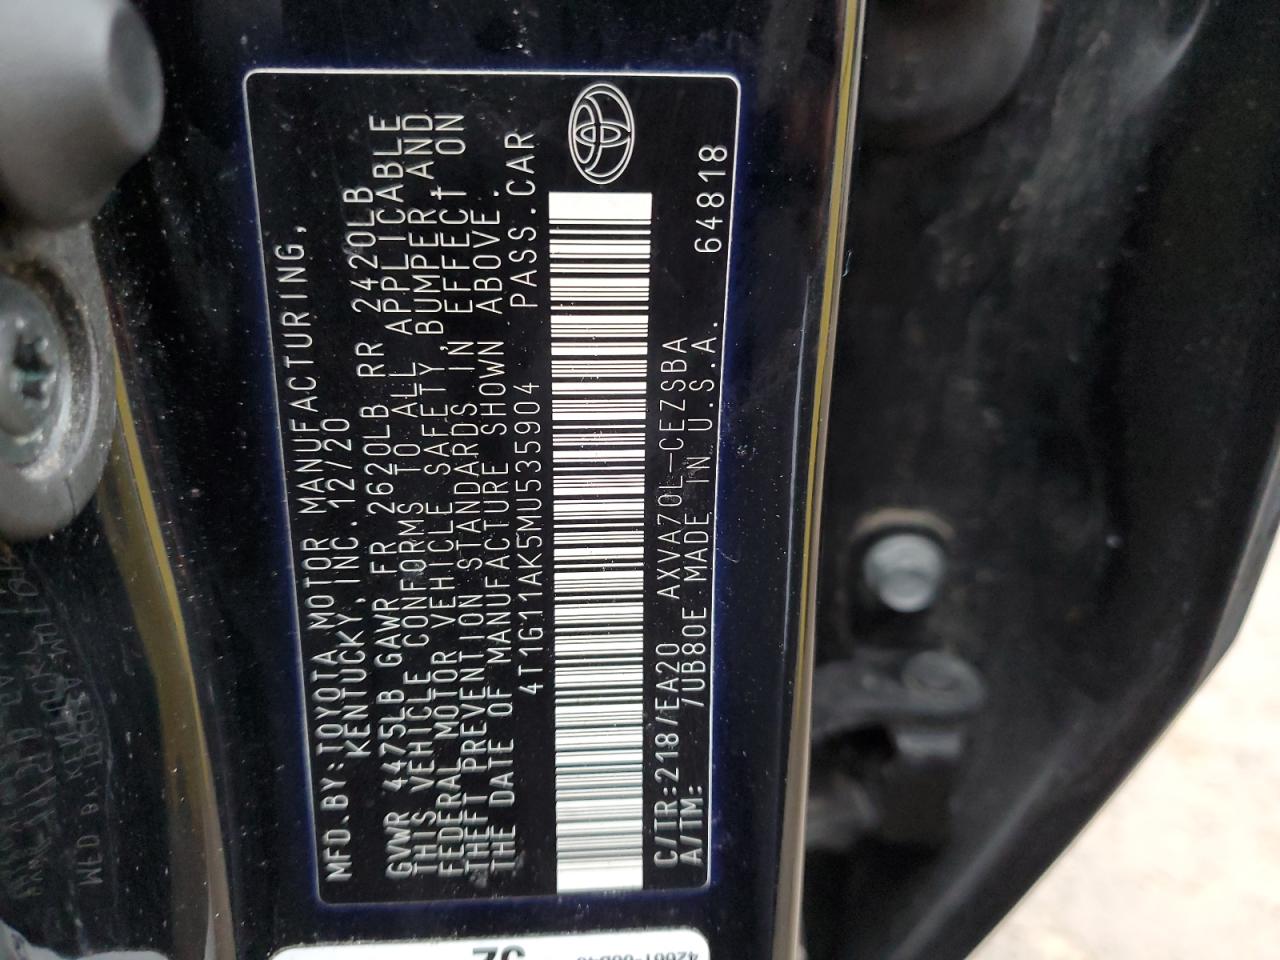 MFD.BY:TOYOTA MOTOR MANUFACTURING,
KENTUCKY,INC.12/20
GVWR 4475LB GAWR FR 2620LB RR 2420LB
THIS VEHICLE CONFORMS TO ALL APPLICABLE
FEDERAL MOTOR VEHICLE SAFETY,BUMPER,AND
THEFT PREVENTION STANDARDS IN EFFECT ON
THE DATE OF MANUFACTURE SHOWN ABOVE.
4T1G11AK5MU535904 PASS.CAR
C/TR:218/EA20 AXVA70L-CEZSBA
A/TM: /UB80E MADE IN U.S.A. 64818